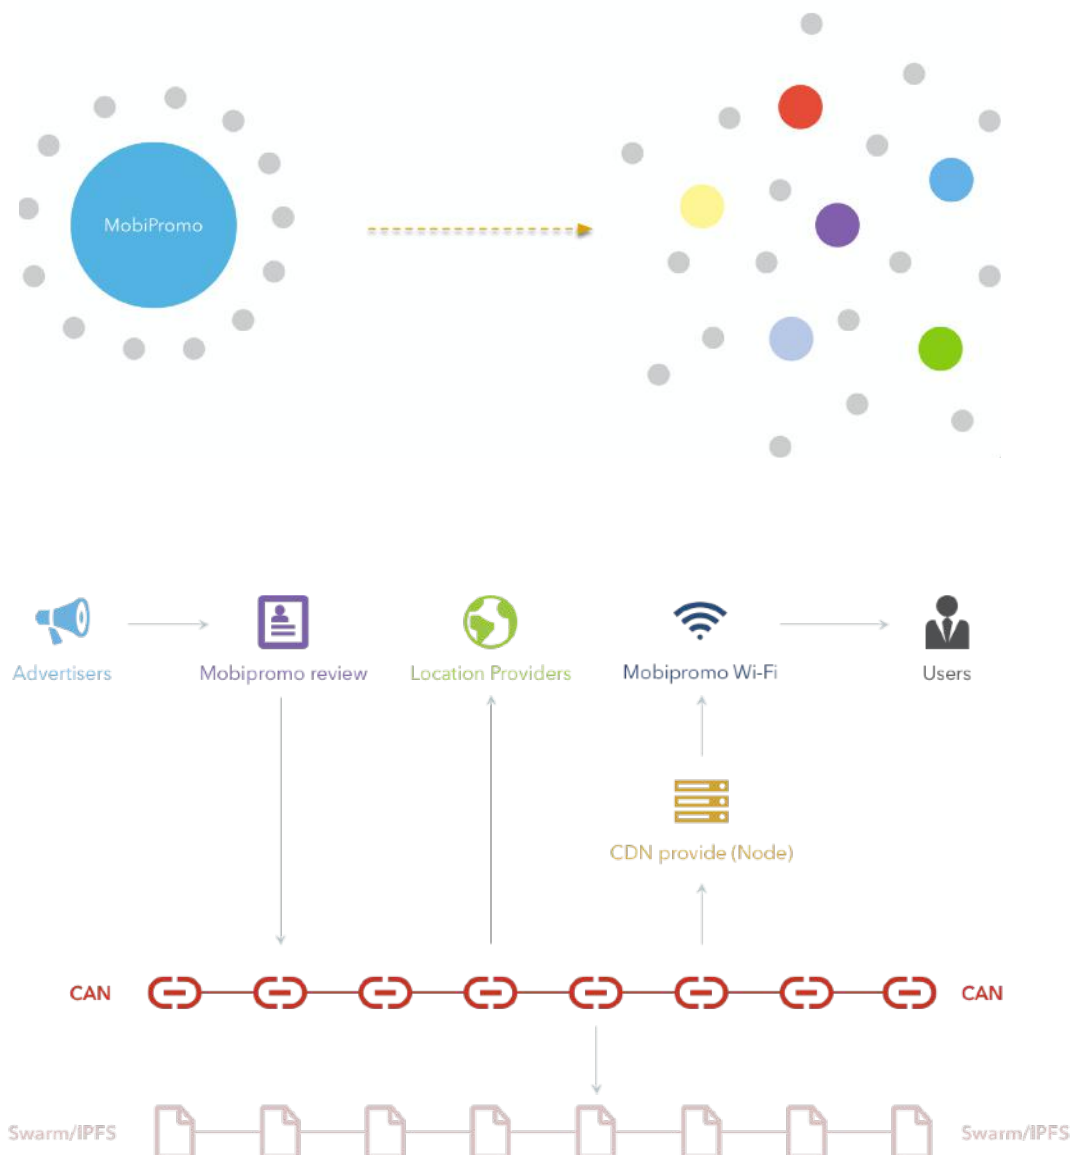 MobiPromo
Advertisers
Mobipromo review
Location Providers
Mobipromo Wi-Fi
Users
CDN provide (Node)
CAN
CAN
Swarm/IPFS
Swarm/IPFS